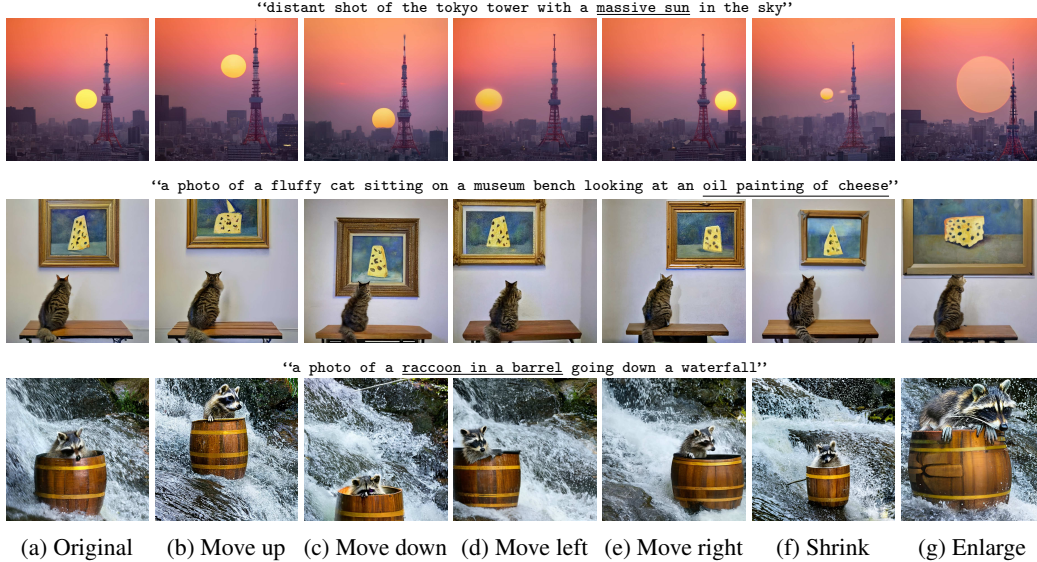 “distant shot of the tokyo tower with a massive sun in the sky”
“a photo of a fluffy cat sitting on a museum bench looking at an oil painting of cheese”
“a photo of a raccoon in a barrel going down a waterfall”
(a) Original (b) Move up (c) Move down (d) Move left (e) Move right (f) Shrink (g) Enlarge